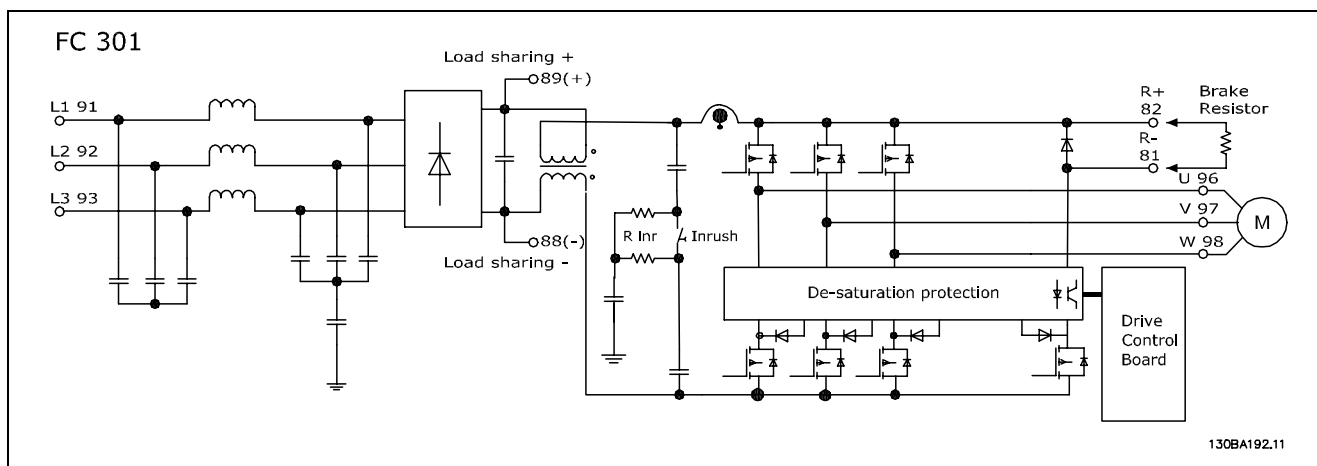 FC 301
Load sharing +
89(+)
L1 91
L2 92
L3 93
88(-)
Load sharing -
R Inr
Inrush
R+
82
Brake
Resistor
R-
81
U 96
V 97
W 98
M
De-saturation protection
Drive
Control
Board
130BA192.11